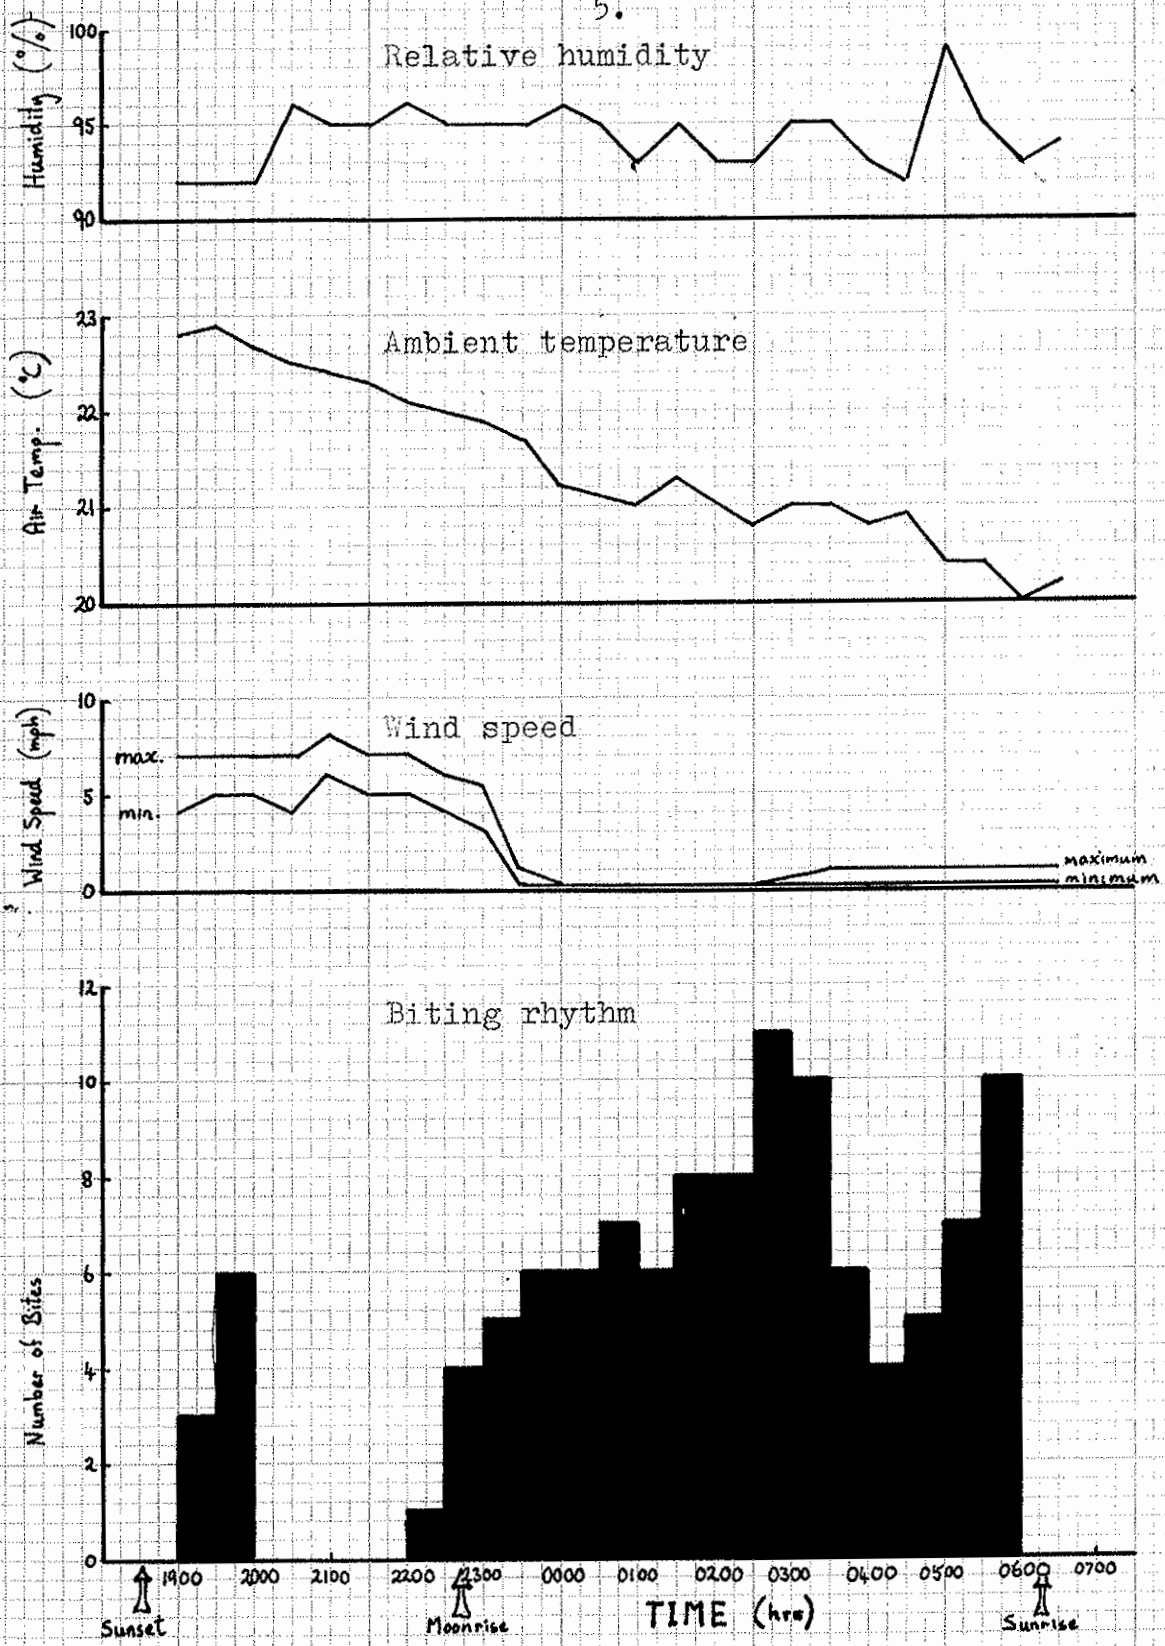 5.
Relative humidity
Humidity (%)
100
95
90
Ambient temperature
Air Temp. (°C)
23
22
21
20
Wind speed
Wind Speed (mph)
10
5
0
max.
min.
maximum
minimum
Biting rhythm
Number of Bites
12
10
8
6
4
2
0
1900 2000 2100 2200 2300 0000 0100 0200 0300 0400 0500 0600 0700
Sunset Moonrise TIME (hrs) Sunrise